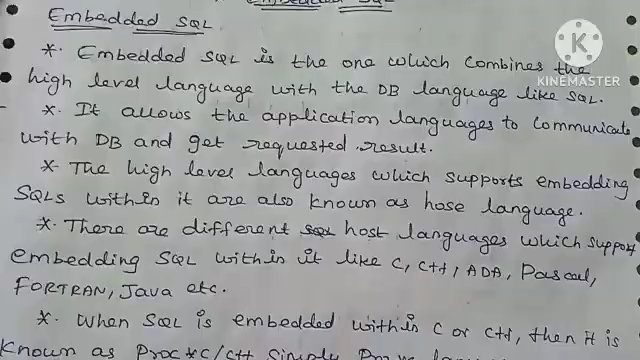 Embedded SQL
Embedded SQL
*. Embedded SQL is the one which combines the
high level language with the DB language like SQL.
*. It allows the application languages to communicate
with DB and get requested result.
* The high level languages which supports embedding
SQLs within it are also known as hose language.
*. There are different SQL host languages which support
embedding SQL within it like C, C++, ADA, Pascal,
FORTRAN, Java etc.
*. When SQL is embedded within C or C++, then it is
known as Pro*C/C++ simply
KINEMASTER